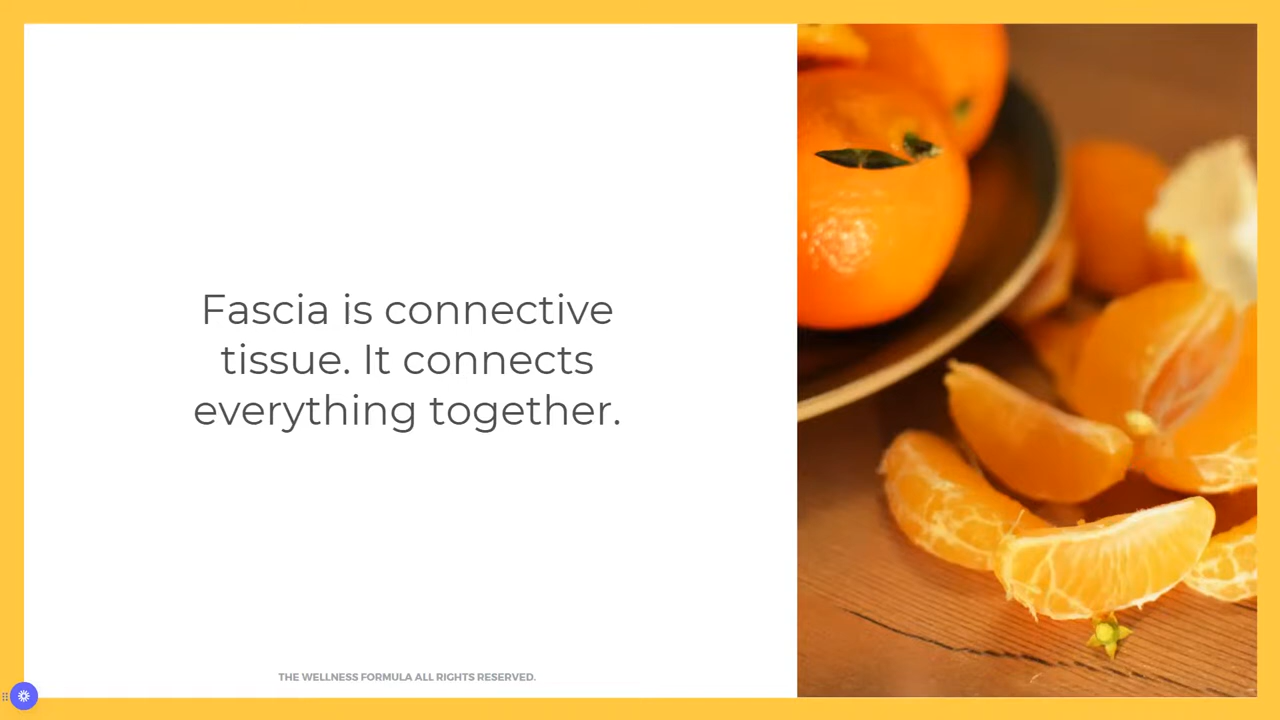 Fascia is connective
tissue. It connects
everything together.
THE WELLNESS FORMULA ALL RIGHTS RESERVED.